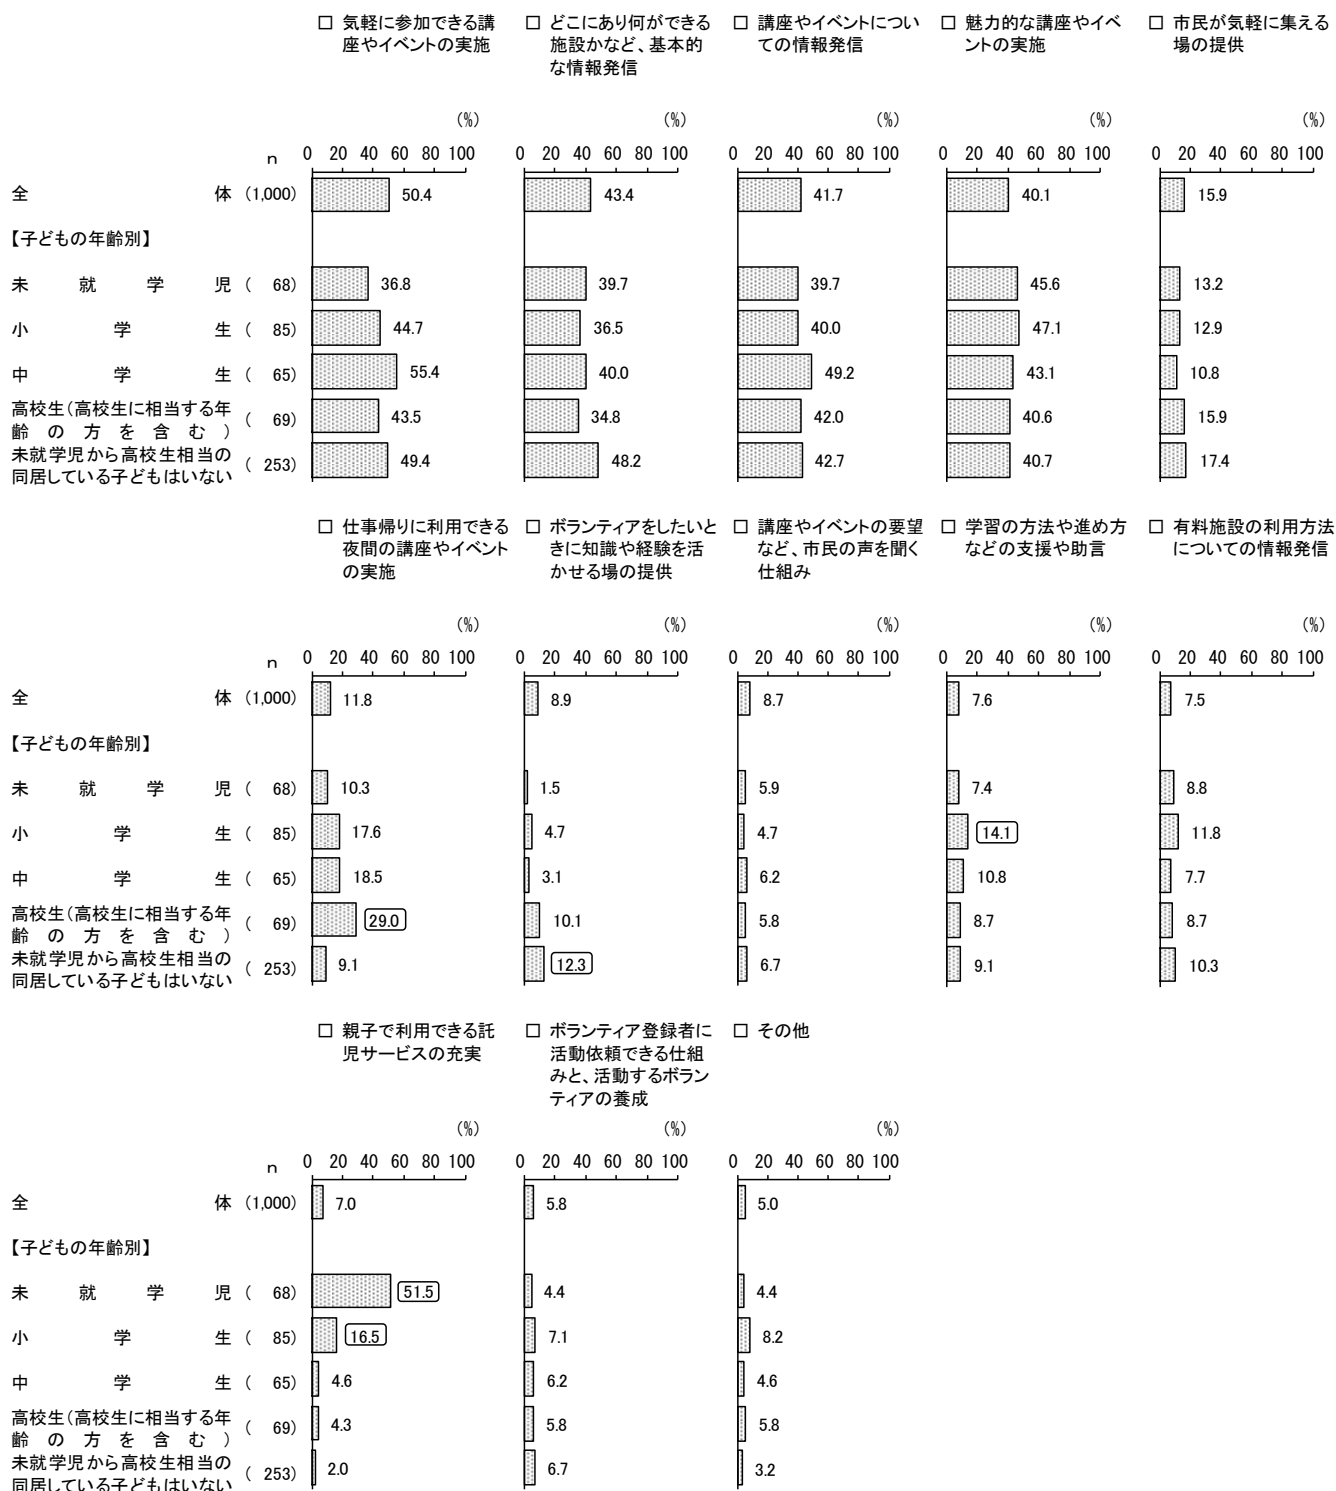 □ 気軽に参加できる講 □ どこにあり何ができる □ 講座やイベントについ □ 魅力的な講座やイベ □ 市民が気軽に集える
座やイベントの実施 施設かなど、基本的 ての情報発信 ントの実施 場の提供
な情報発信
(%) (%) (%) (%) (%)
n 0 20 40 60 80 100 0 20 40 60 80 100 0 20 40 60 80 100 0 20 40 60 80 100 0 20 40 60 80 100
全体 (1,000) 50.4 43.4 41.7 40.1 15.9
【子どもの年齢別】
未就学児 ( 68) 36.8 39.7 39.7 45.6 13.2
小学生 ( 85) 44.7 36.5 40.0 47.1 12.9
中学生 ( 65) 55.4 40.0 49.2 43.1 10.8
高校生(高校生に相当する年
齢の方を含む) ( 69) 43.5 34.8 42.0 40.6 15.9
未就学児から高校生相当の
同居している子どもはいない ( 253) 49.4 48.2 42.7 40.7 17.4
□ 仕事帰りに利用できる □ ボランティアをしたいと □ 講座やイベントの要望 □ 学習の方法や進め方 □ 有料施設の利用方法
夜間の講座やイベント きに知識や経験を活 など、市民の声を聞く などの支援や助言 についての情報発信
の実施 かせる場の提供 仕組み
(%) (%) (%) (%) (%)
n 0 20 40 60 80 100 0 20 40 60 80 100 0 20 40 60 80 100 0 20 40 60 80 100 0 20 40 60 80 100
全体 (1,000) 11.8 8.9 8.7 7.6 7.5
【子どもの年齢別】
未就学児 ( 68) 10.3 1.5 5.9 7.4 8.8
小学生 ( 85) 17.6 4.7 4.7 14.1 11.8
中学生 ( 65) 18.5 3.1 6.2 10.8 7.7
高校生(高校生に相当する年
齢の方を含む) ( 69) 29.0 10.1 5.8 8.7 8.7
未就学児から高校生相当の
同居している子どもはいない ( 253) 9.1 12.3 6.7 9.1 10.3
□ 親子で利用できる託 □ ボランティア登録者に □ その他
児サービスの充実 活動依頼できる仕組
みと、活動するボラン
ティアの養成
(%) (%) (%)
n 0 20 40 60 80 100 0 20 40 60 80 100 0 20 40 60 80 100
全体 (1,000) 7.0 5.8 5.0
【子どもの年齢別】
未就学児 ( 68) 51.5 4.4 4.4
小学生 ( 85) 16.5 7.1 8.2
中学生 ( 65) 4.6 6.2 4.6
高校生(高校生に相当する年
齢の方を含む) ( 69) 4.3 5.8 5.8
未就学児から高校生相当の
同居している子どもはいない ( 253) 2.0 6.7 3.2